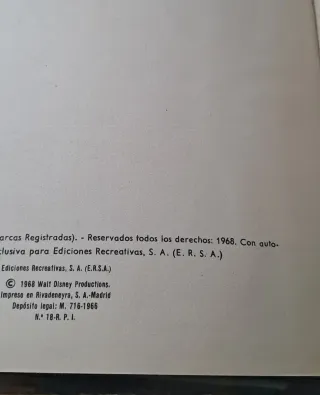 arcas Registradas). - Reservados todos los derechos: 1968. Con auto-
clusiva para Ediciones Recreativas, S. A. (E. R. S. A.)
Ediciones Recreativas, S. A. (E.R.S.A.)
© 1968 Walt Disney Productions.
Impreso en Rivadeneyra, S. A.-Madrid
Depósito legal: M. 716-1966
N.º 18-R. P. I.